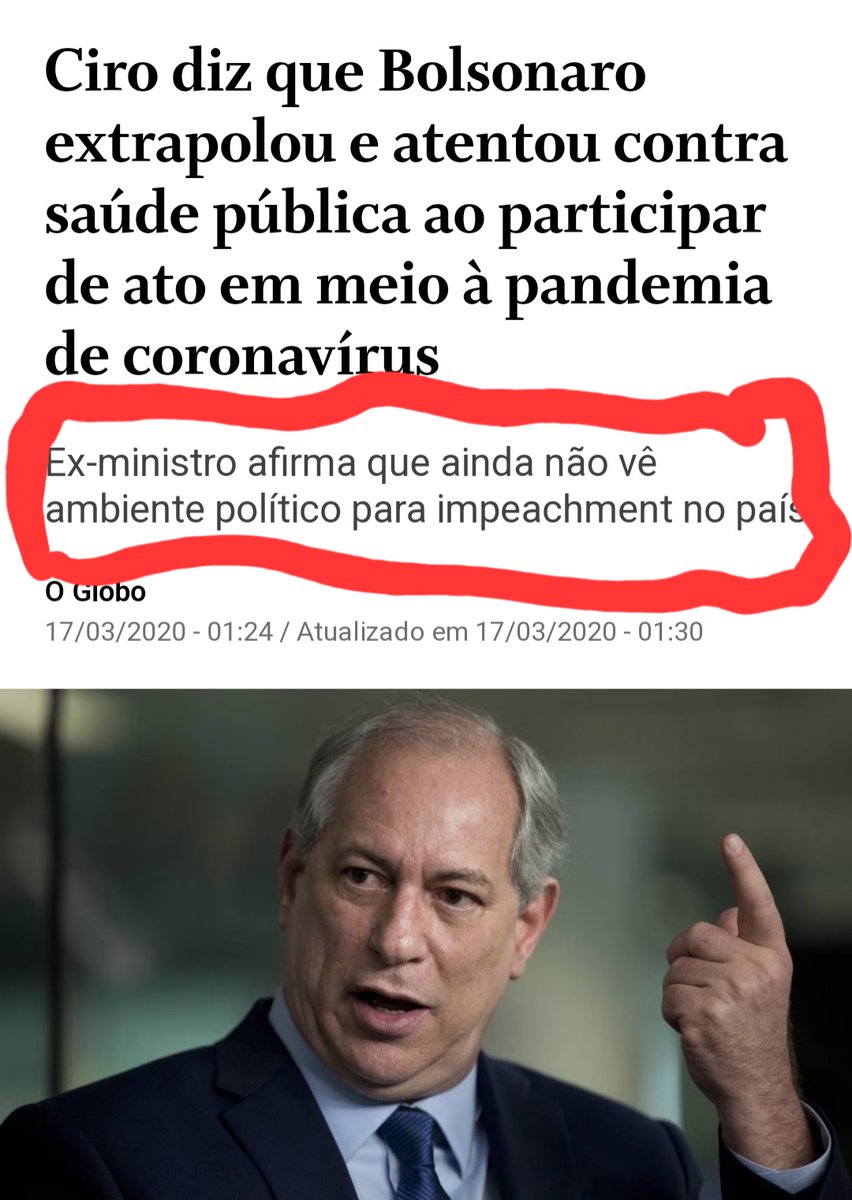 Ciro diz que Bolsonaro
extrapolou e atentou contra
saúde pública ao participar
de ato em meio à pandemia
de coronavírus
Ex-ministro afirma que ainda não vê
ambiente político para impeachment no país
O Globo
17/03/2020 - 01:24 / Atualizado em 17/03/2020 - 01:30